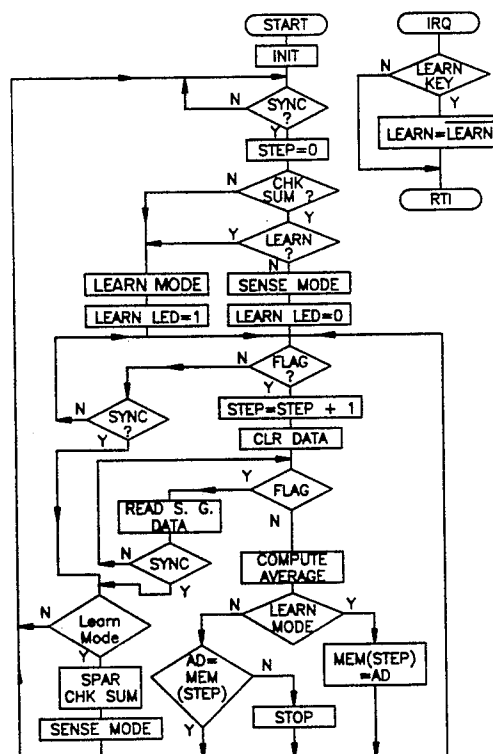 START
INIT
N
SYNC
?
Y
STEP=0
N
CHK
SUM ?
Y
Y
LEARN
?
N
LEARN MODE
SENSE MODE
LEARN LED=1
LEARN LED=0
N
FLAG
?
Y
N
SYNC
?
Y
STEP=STEP + 1
CLR DATA
Y
FLAG
N
READ S. G.
DATA
N
SYNC
Y
COMPUTE
AVERAGE
N
LEARN
MODE
Y
N
Learn
Mode
Y
SPAR
CHK SUM
SENSE MODE
AD=
MEM
(STEP)
N
Y
STOP
MEM(STEP)
=AD
IRQ
N
LEARN
KEY
Y
LEARN=LEARN
RTI